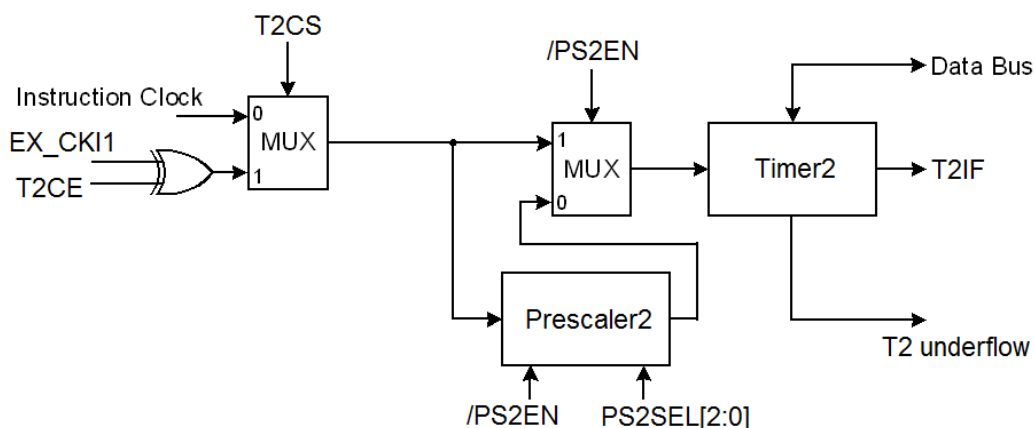 T2CS
/PS2EN
Data Bus
Instruction Clock
0
EX_CKI1
MUX
1
MUX
Timer2
T2IF
T2CE
1
0
Prescaler2
T2 underflow
/PS2EN
PS2SEL[2:0]